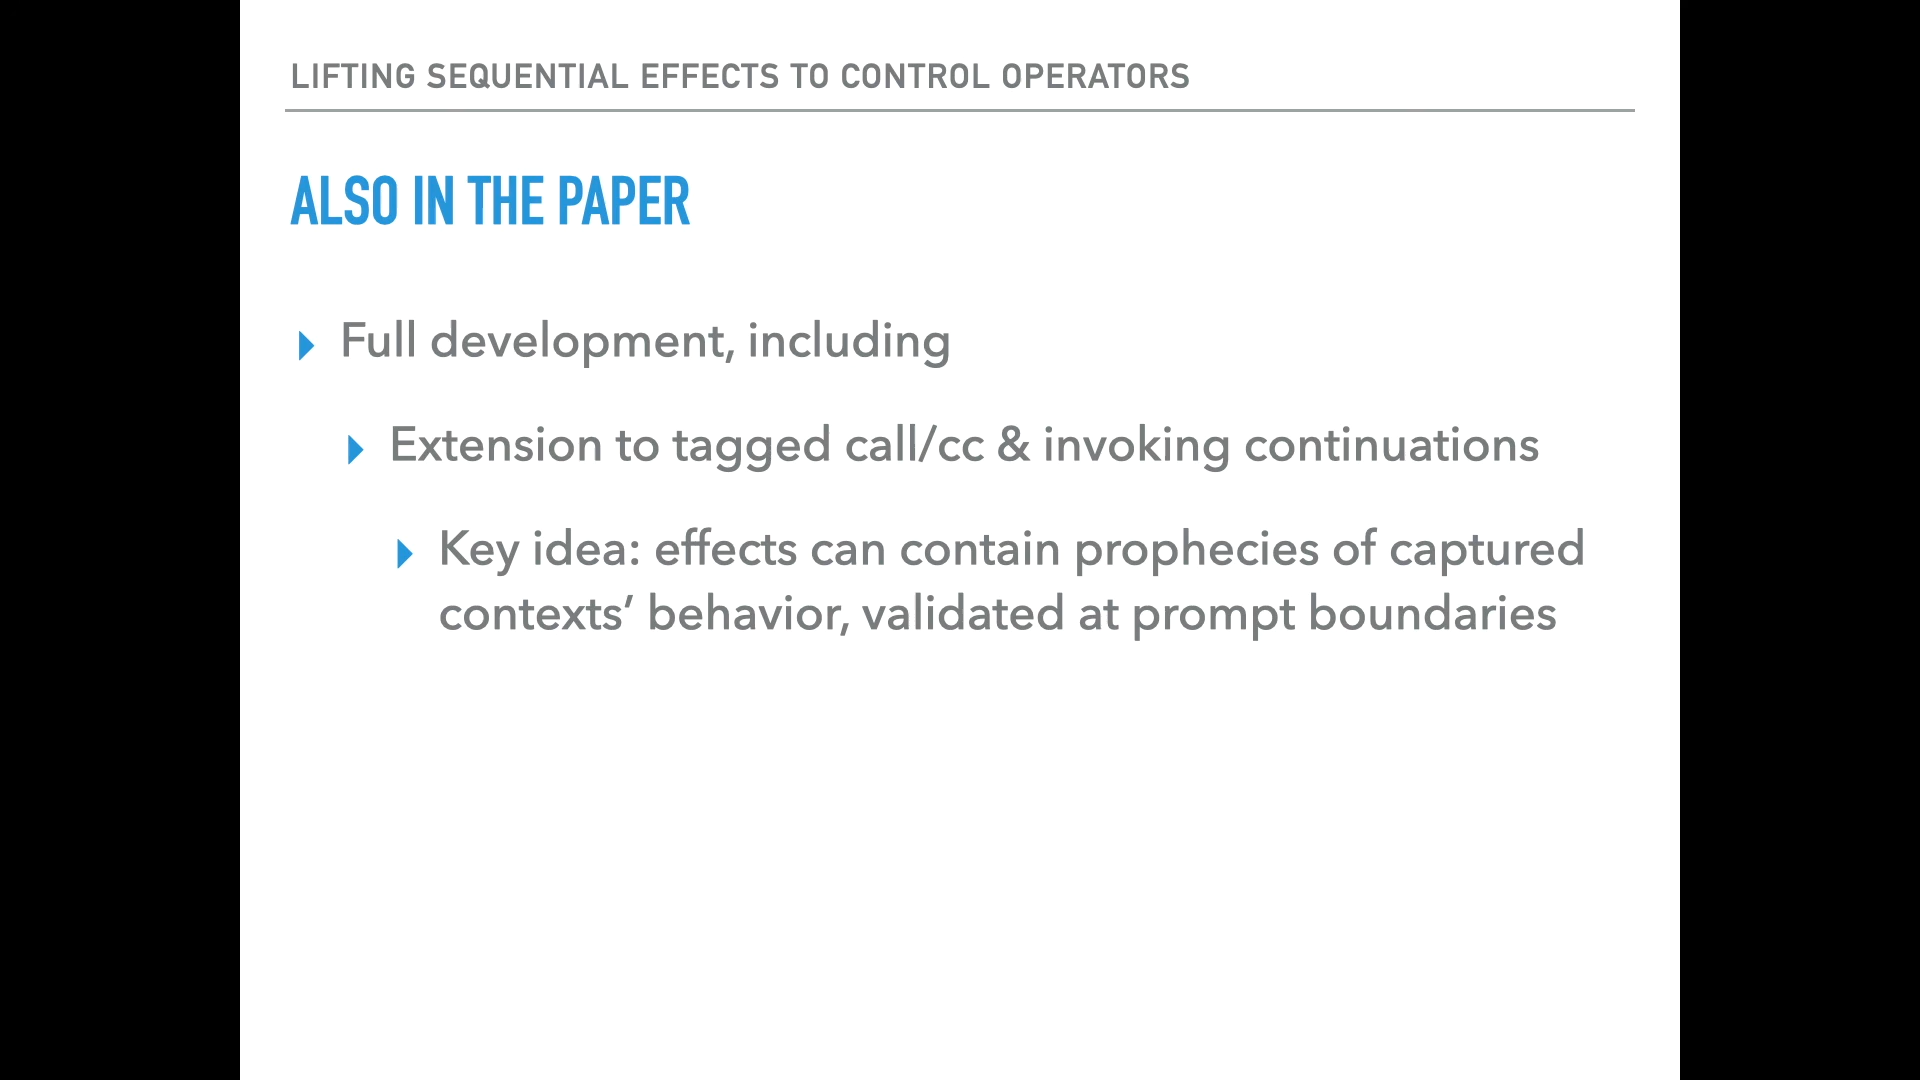 LIFTING SEQUENTIAL EFFECTS TO CONTROL OPERATORS
ALSO IN THE PAPER
Full development, including
Extension to tagged call/cc & invoking continuations
Key idea: effects can contain prophecies of captured
contexts’ behavior, validated at prompt boundaries